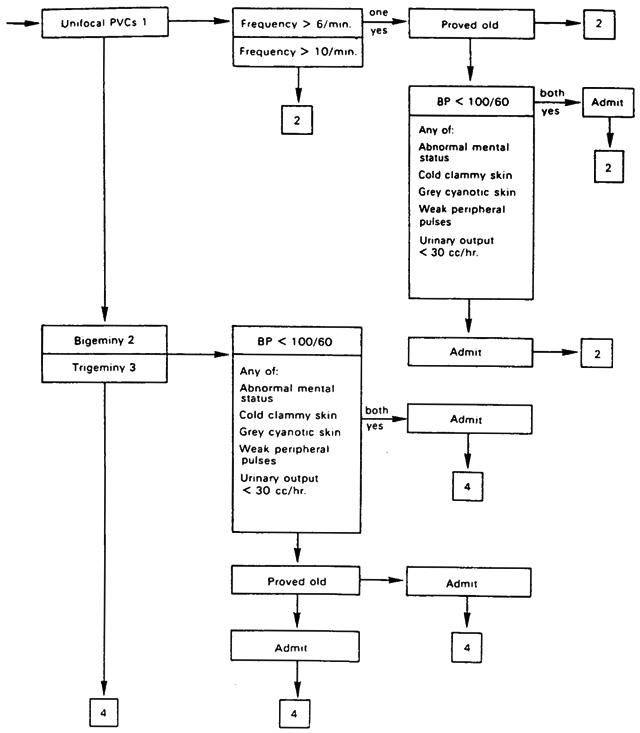 Unifocal PVCs 1
Frequency > 6/min.
Frequency > 10/min.
one
yes
Proved old
2
2
BP < 100/60
Any of:
Abnormal mental
status
Cold clammy skin
Grey cyanotic skin
Weak peripheral
pulses
Urinary output
< 30 cc/hr.
both
yes
Admit
2
Admit
2
Bigeminy 2
Trigeminy 3
BP < 100/60
Any of:
Abnormal mental
status
Cold clammy skin
Grey cyanotic skin
Weak peripheral
pulses
Urinary output
< 30 cc/hr.
both
yes
Admit
4
Proved old
Admit
4
Admit
4
4